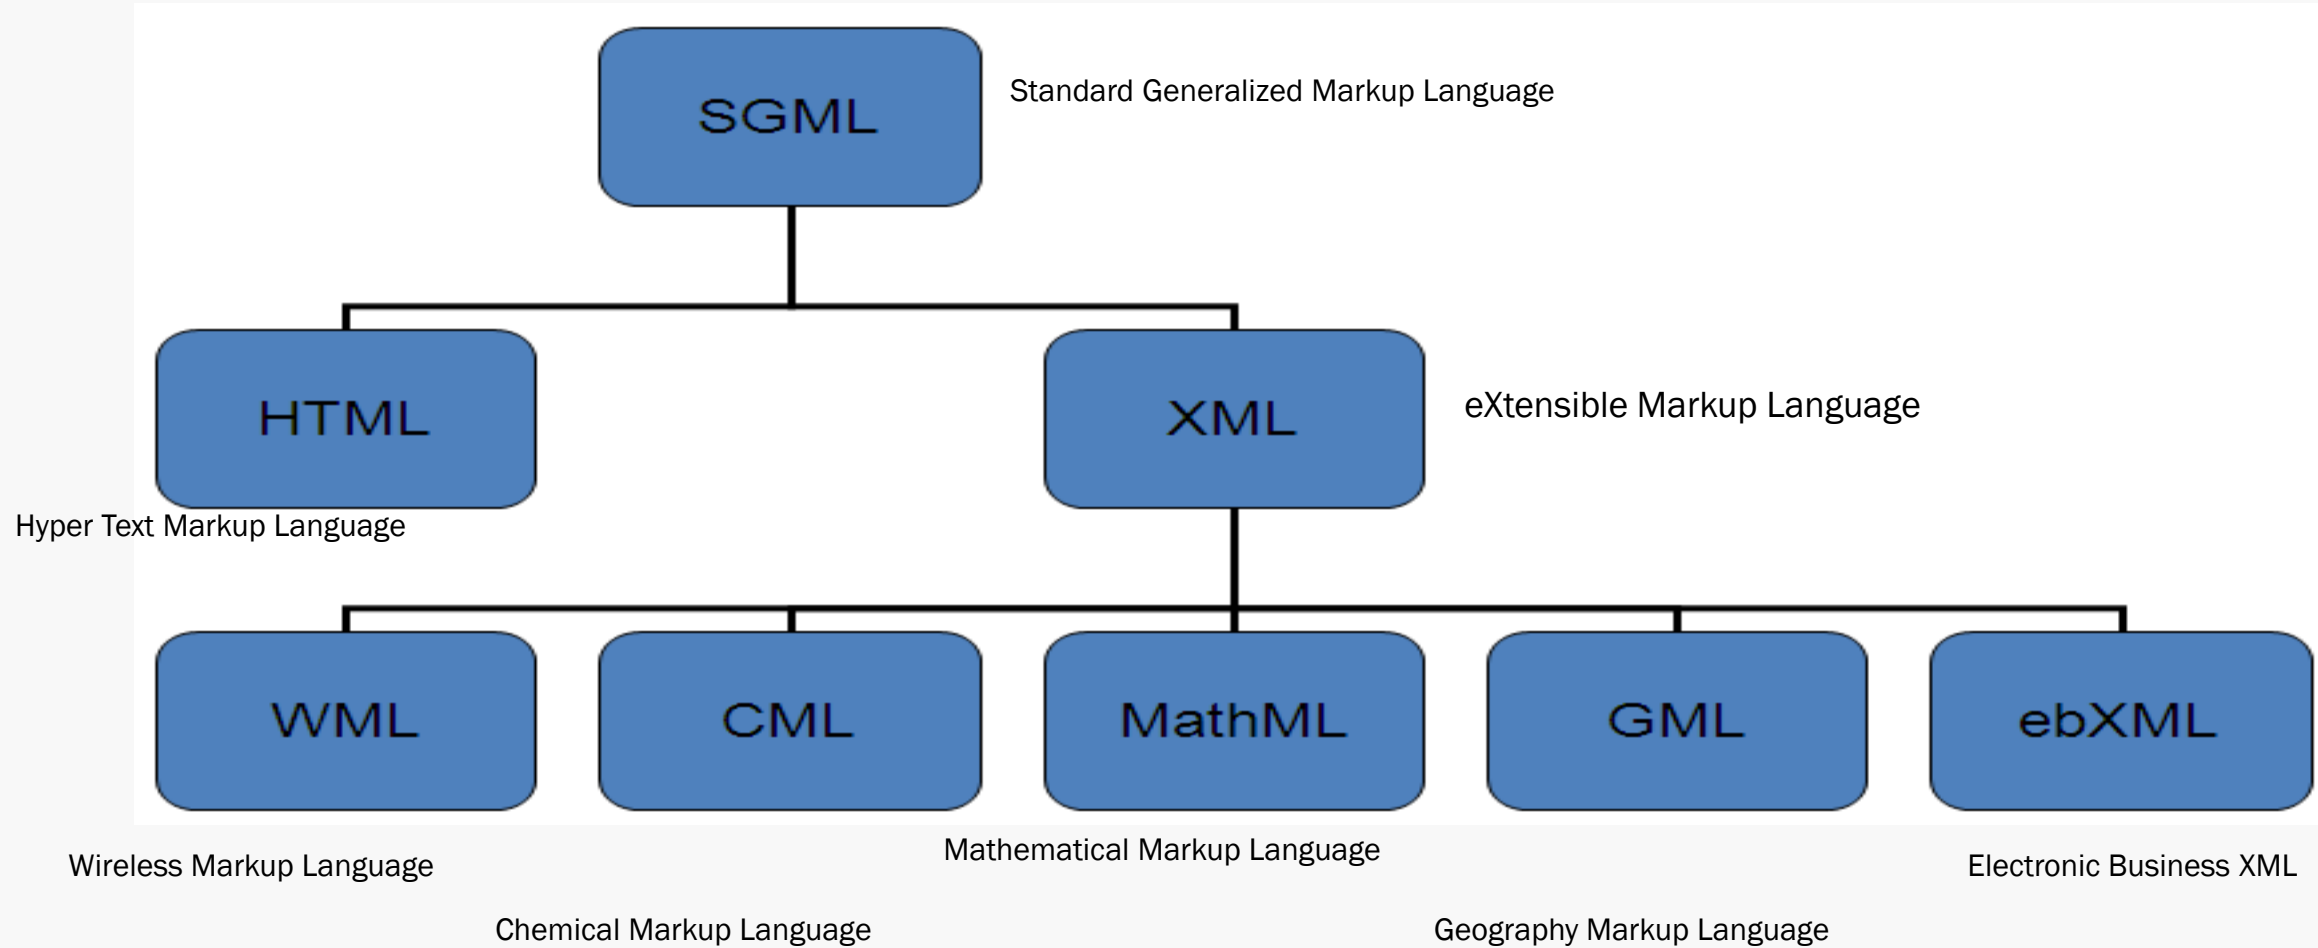 SGML
Standard Generalized Markup Language
HTML
XML
eXtensible Markup Language
Hyper Text Markup Language
WML
CML
MathML
GML
ebXML
Wireless Markup Language
Mathematical Markup Language
Electronic Business XML
Chemical Markup Language
Geography Markup Language